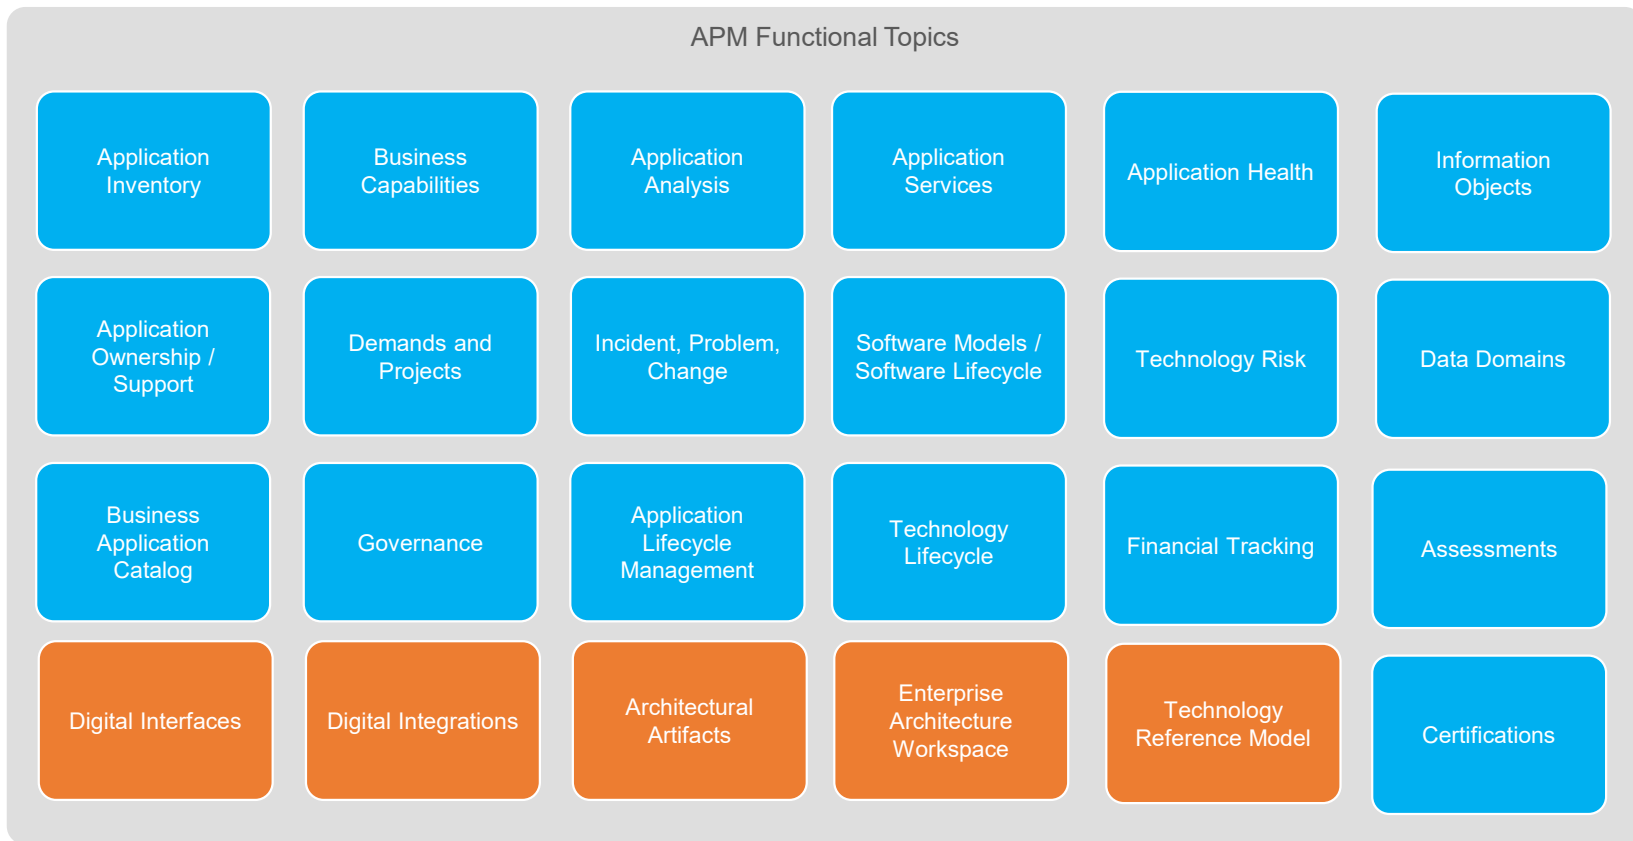 APM Functional Topics
Application
Inventory
Business
Capabilities
Application
Analysis
Application
Services
Application Health
Information
Objects
Application
Ownership /
Support
Demands and
Projects
Incident, Problem,
Change
Software Models /
Software Lifecycle
Technology Risk
Data Domains
Business
Application
Catalog
Governance
Application
Lifecycle
Management
Technology
Lifecycle
Financial Tracking
Assessments
Digital Interfaces
Digital Integrations
Architectural
Artifacts
Enterprise
Architecture
Workspace
Technology
Reference Model
Certifications